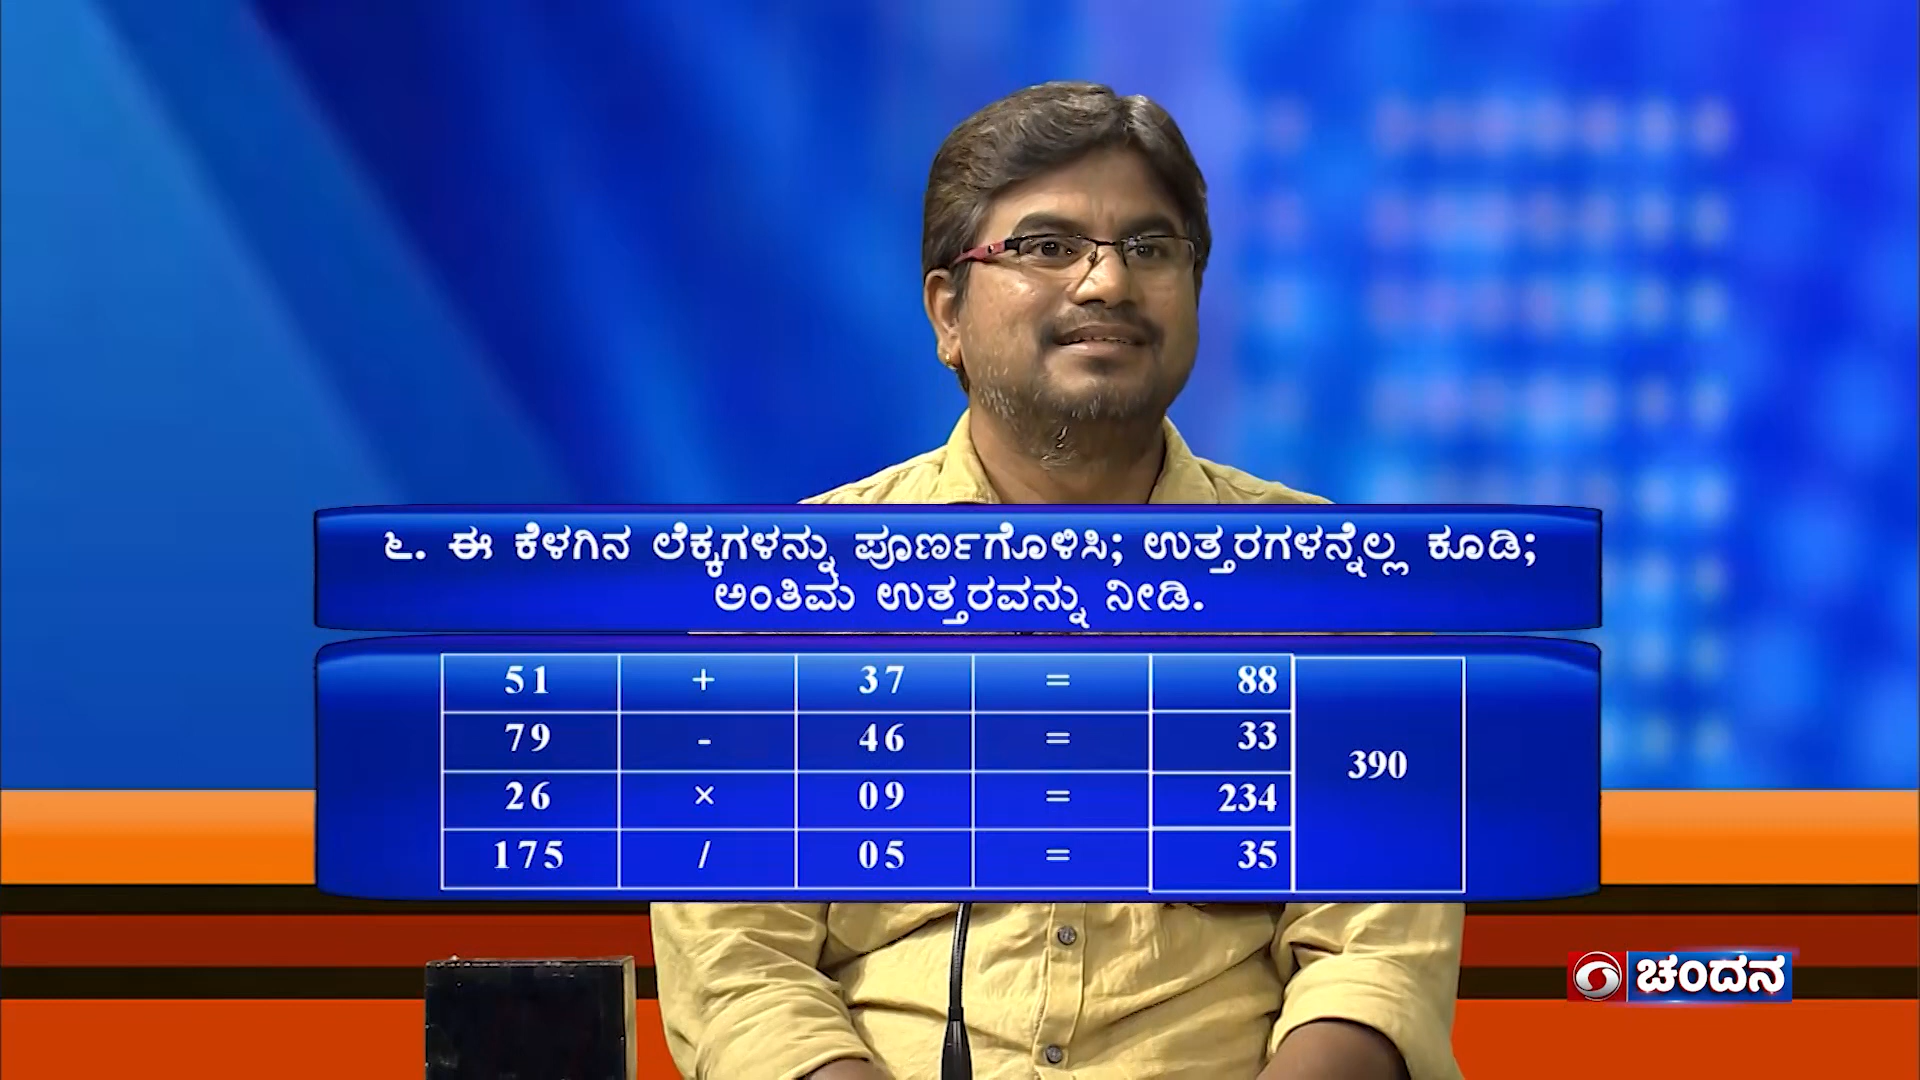 ೬. ಈ ಕೆಳಗಿನ ಲೆಕ್ಕಗಳನ್ನು ಪೂರ್ಣಗೊಳಿಸಿ; ಉತ್ತರಗಳನ್ನೆಲ್ಲ ಕೂಡಿ;
ಅಂತಿಮ ಉತ್ತರವನ್ನು ನೀಡಿ.
51 + 37 = 88
79 - 46 = 33
390
26 × 09 = 234
175 / 05 = 35
ಚಂದನ